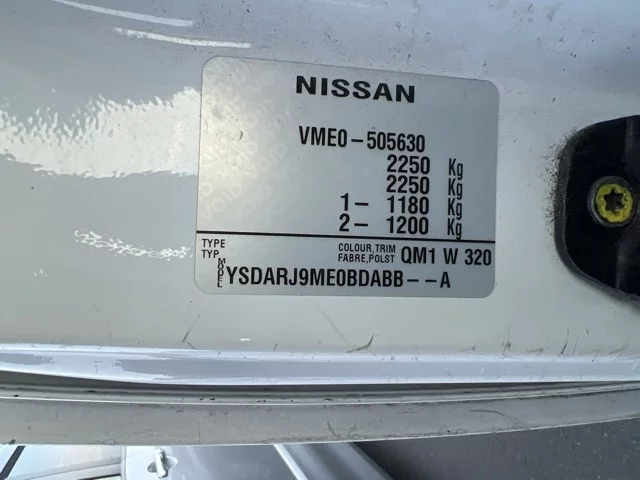 NISSAN
VME0-505630
2250 Kg
2250 Kg
1- 1180 Kg
2- 1200 Kg
TYPE
TYP
COLOUR,TRIM
FABRE,POLST QM1 W 320
MODEL YSDARJ9ME0BDABB--A